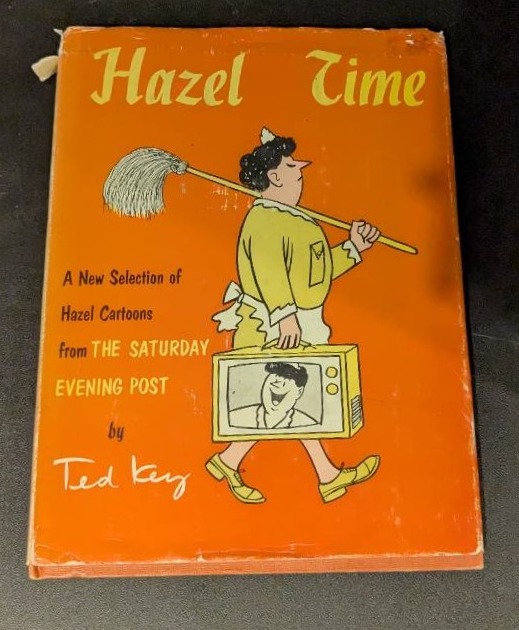 Hazel Time
A New Selection of
Hazel Cartoons
from THE SATURDAY
EVENING POST
by
Ted Key